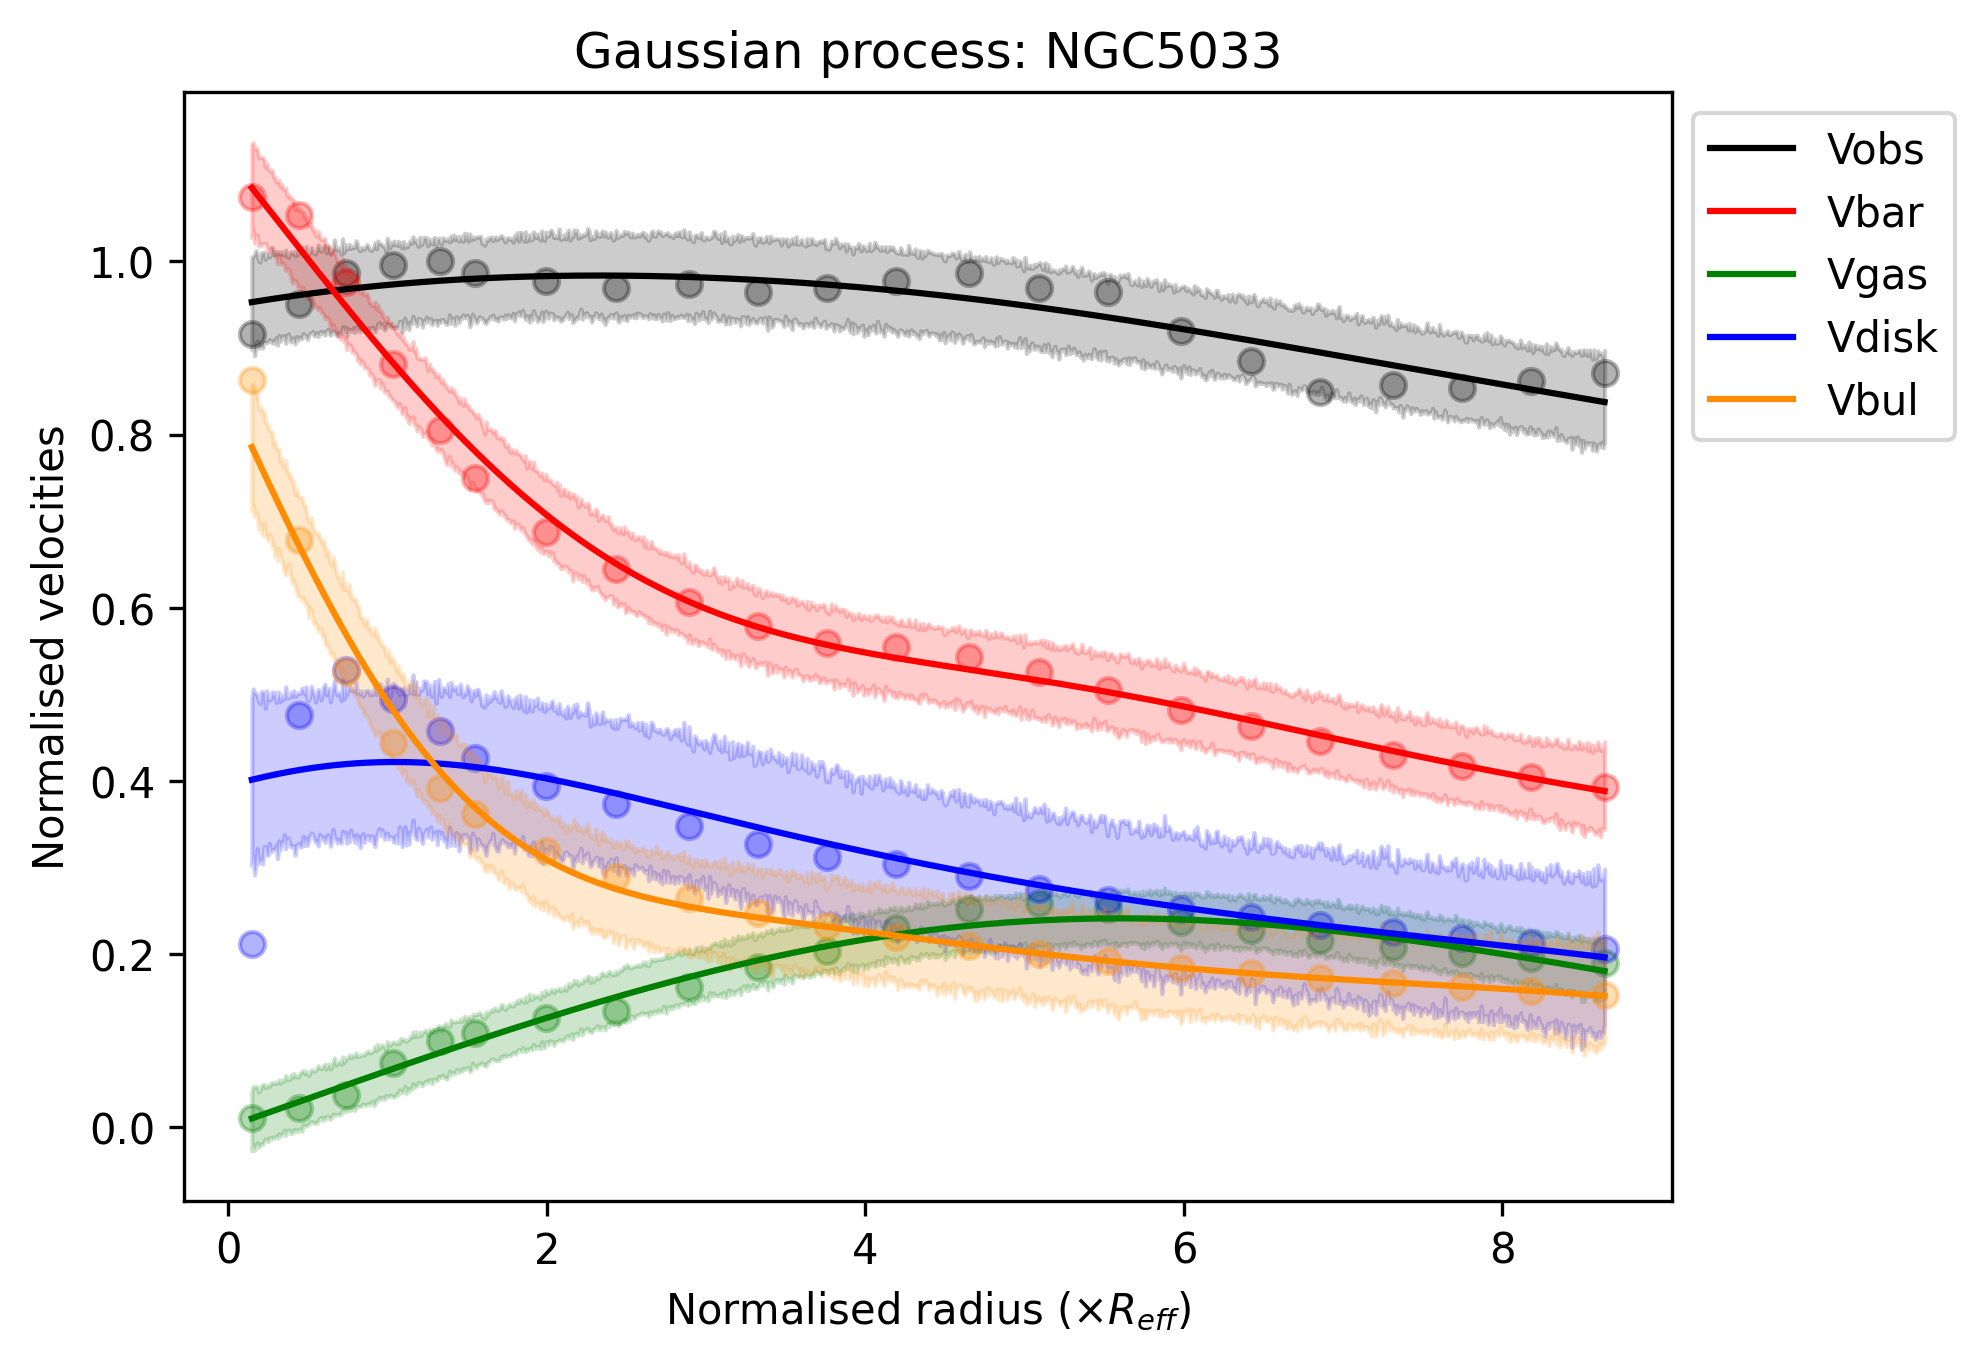 Gaussian process: NGC5033
Normalised velocities
1.0
0.8
0.6
0.4
0.2
0.0
0 2 4 6 8
Normalised radius (×R_eff)
Vobs
Vbar
Vgas
Vdisk
Vbul